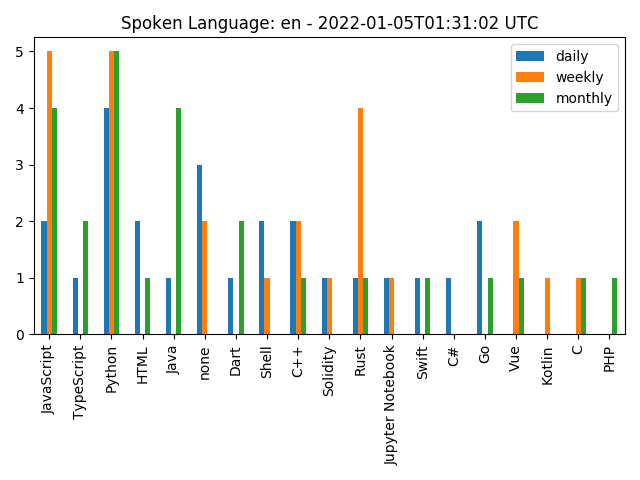 Spoken Language: en - 2022-01-05T01:31:02 UTC
daily
weekly
monthly
5
4
3
2
1
0
JavaScript
TypeScript
Python
HTML
Java
none
Dart
Shell
C++
Solidity
Rust
Jupyter Notebook
Swift
C#
Go
Vue
Kotlin
C
PHP